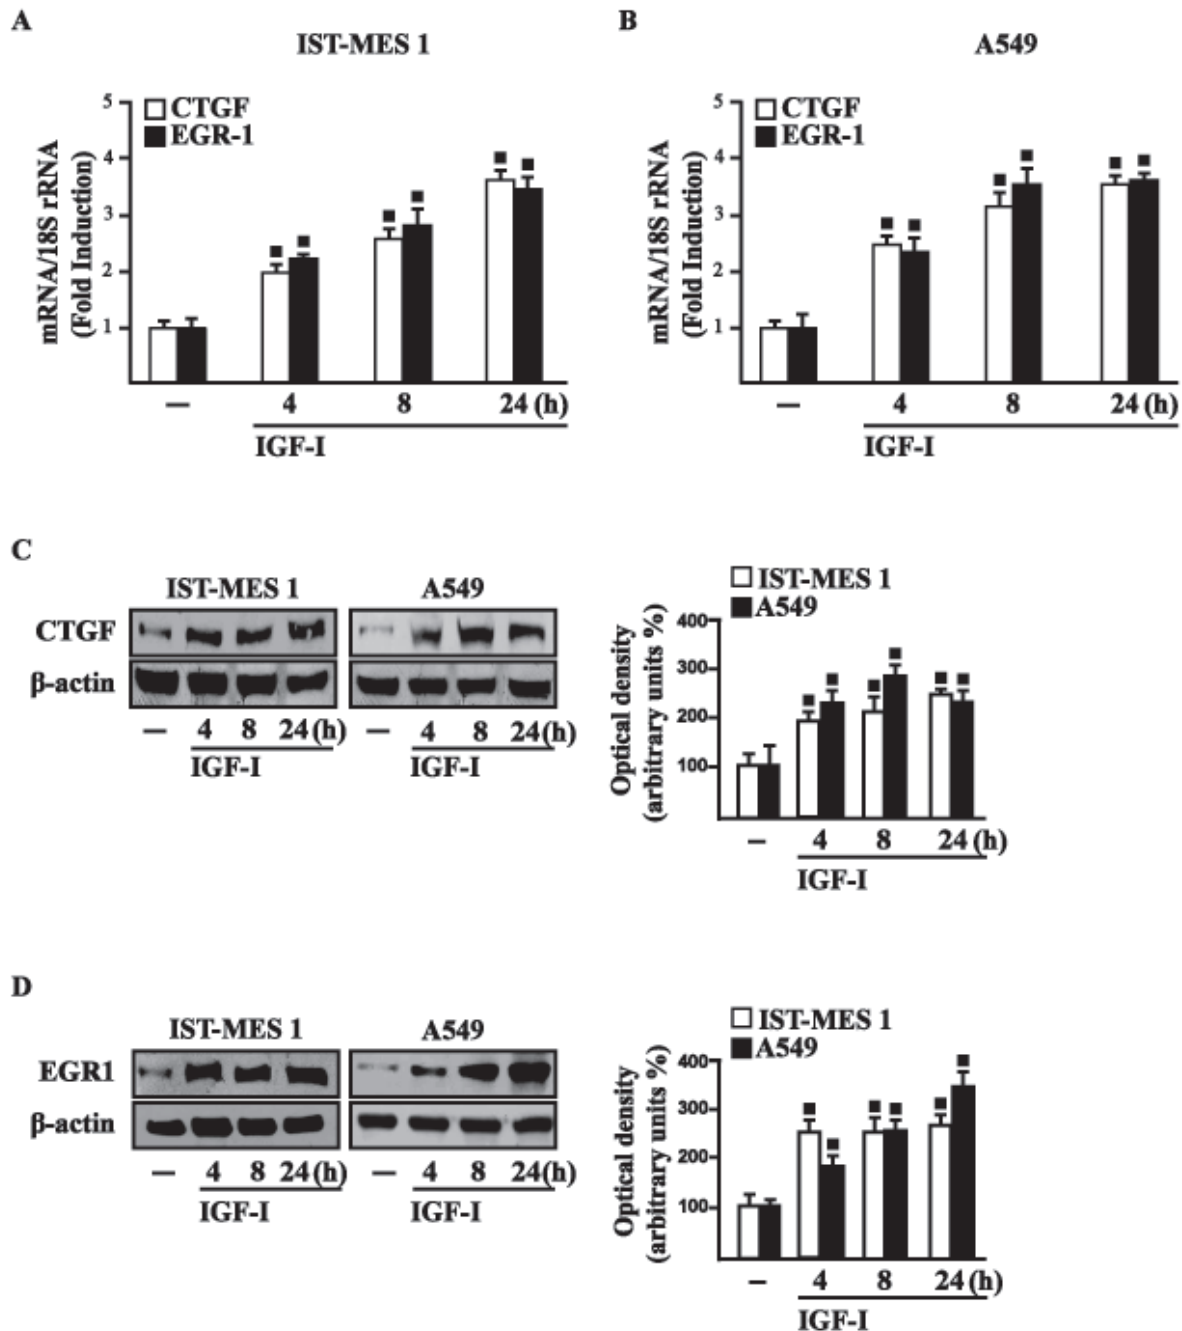 A
IST-MES 1
CTGF
EGR-1
mRNA/18S rRNA
(Fold Induction)
5
4
3
2
1
— 4 8 24 (h)
IGF-I
B
A549
CTGF
EGR-1
mRNA/18S rRNA
(Fold Induction)
5
4
3
2
1
— 4 8 24 (h)
IGF-I
C
IST-MES 1 A549
CTGF
β-actin
— 4 8 24 (h) — 4 8 24 (h)
IGF-I IGF-I
IST-MES 1
A549
Optical density
(arbitrary units %)
400
300
200
100
— 4 8 24 (h)
IGF-I
D
IST-MES 1 A549
EGR1
β-actin
— 4 8 24 (h) — 4 8 24 (h)
IGF-I IGF-I
IST-MES 1
A549
Optical density
(arbitrary units %)
400
300
200
100
— 4 8 24 (h)
IGF-I